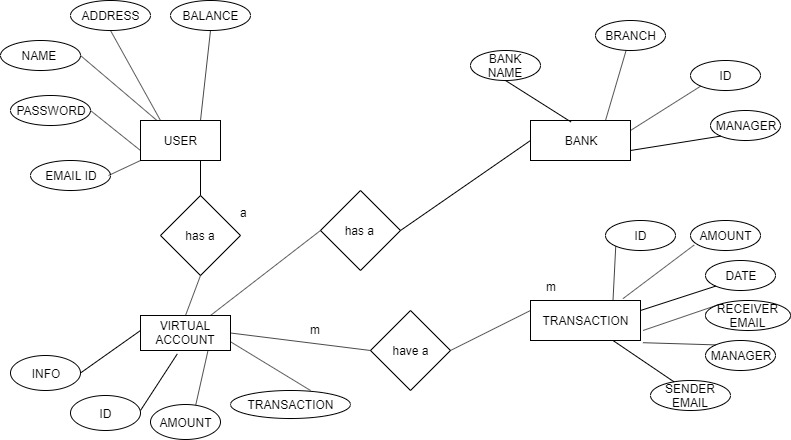 ADDRESS
BALANCE
NAME
PASSWORD
EMAIL ID
USER
BANK
NAME
BRANCH
ID
MANAGER
BANK
has a
a
has a
ID
AMOUNT
DATE
RECEIVER
EMAIL
MANAGER
SENDER
EMAIL
m
TRANSACTION
VIRTUAL
ACCOUNT
m
have a
INFO
ID
AMOUNT
TRANSACTION